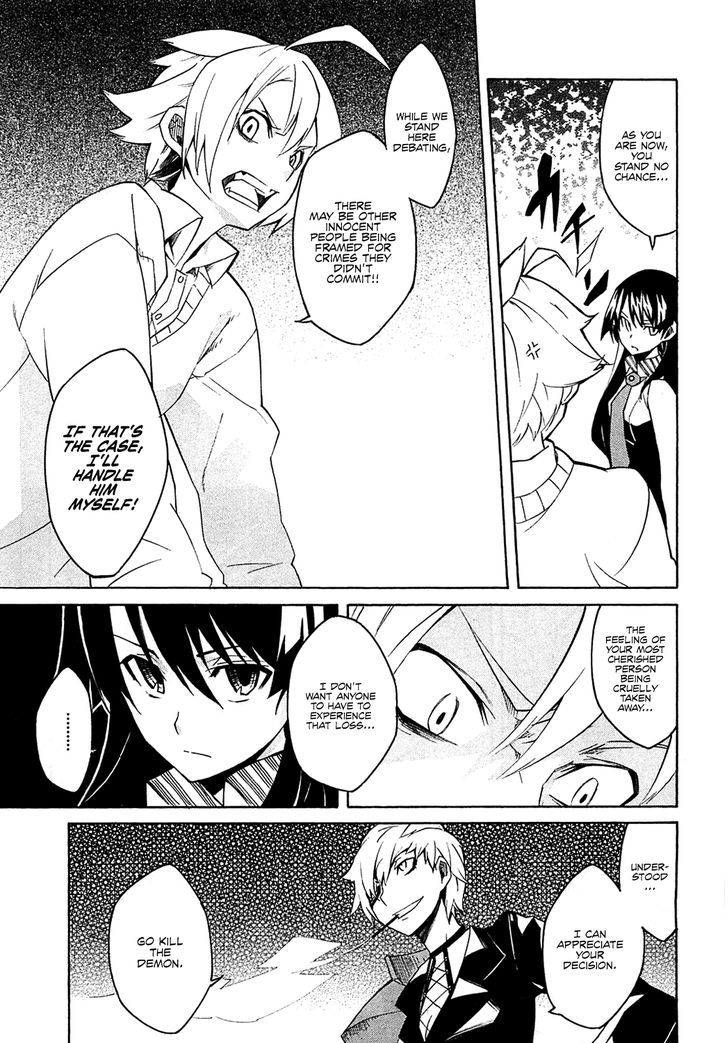 AS YOU
ARE NOW,
YOU
STAND NO
CHANCE...
WHILE WE
STAND
HERE
DEBATING,
THERE
MAY BE OTHER
INNOCENT
PEOPLE BEING
FRAMED FOR
CRIMES THEY
DIDN'T
COMMIT!!
IF THAT'S
THE CASE,
I'LL
HANDLE
HIM
MYSELF!
THE
FEELING OF
YOUR MOST
CHERISHED
PERSON
BEING
CRUELLY
TAKEN
AWAY...
I DON'T
WANT ANYONE
TO HAVE TO
EXPERIENCE
THAT LOSS...
.........
UNDER-
STOOD
...
I CAN
APPRECIATE
YOUR
DECISION.
GO KILL
THE
DEMON.